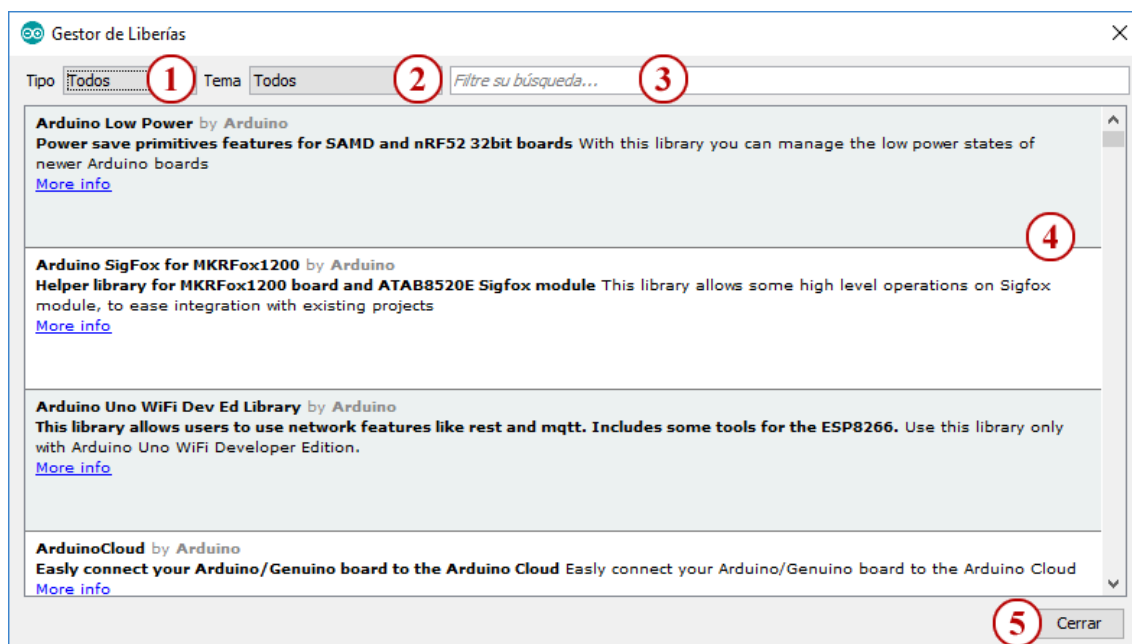 Gestor de Liberías
Tipo Todos 1 Tema Todos 2 Filtre su búsqueda... 3
Arduino Low Power by Arduino
Power save primitives features for SAMD and nRF52 32bit boards With this library you can manage the low power states of
newer Arduino boards
More info
4
Arduino SigFox for MKRFox1200 by Arduino
Helper library for MKRFox1200 board and ATAB8520E Sigfox module This library allows some high level operations on Sigfox
module, to ease integration with existing projects
More info
Arduino Uno WiFi Dev Ed Library by Arduino
This library allows users to use network features like rest and mqtt. Includes some tools for the ESP8266. Use this library only
with Arduino Uno WiFi Developer Edition.
More info
ArduinoCloud by Arduino
Easly connect your Arduino/Genuino board to the Arduino Cloud Easly connect your Arduino/Genuino board to the Arduino Cloud
More info
5 Cerrar